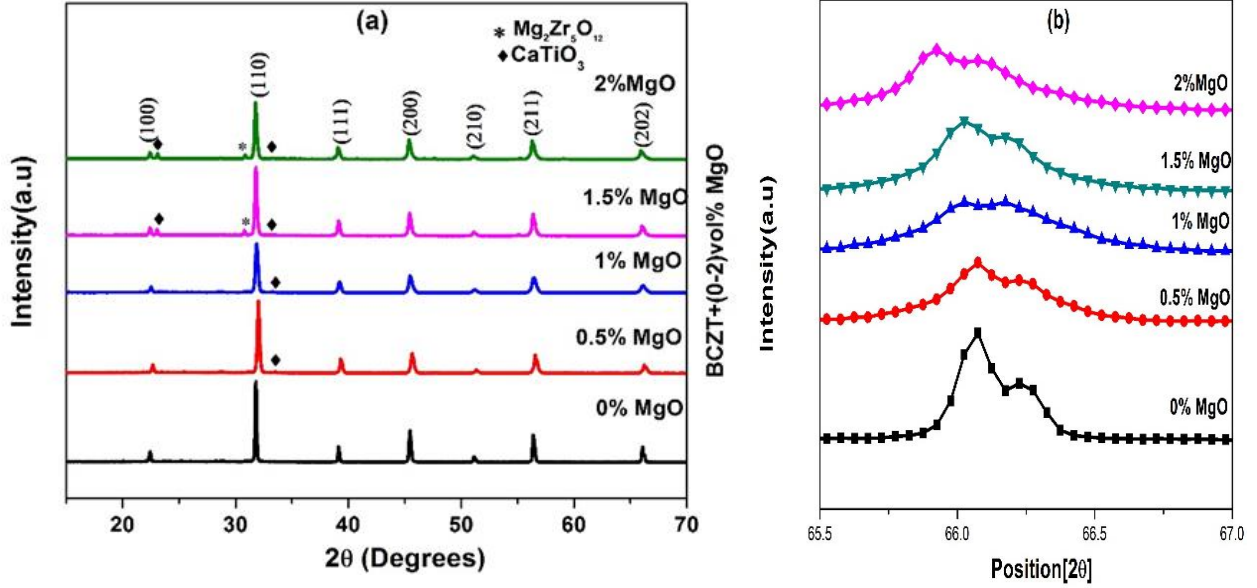 (a)
* Mg₂Zr₅O₁₂
♦ CaTiO₃
2%MgO
(100)
(110)
(111)
(200)
(210)
(211)
(202)
1.5% MgO
1% MgO
0.5% MgO
0% MgO
Intensity(a.u)
20 30 40 50 60 70
2θ (Degrees)
BCZT+(0-2)vol% MgO
(b)
2%MgO
1.5% MgO
1% MgO
0.5% MgO
0% MgO
Intensity(a.u)
65.5 66.0 66.5 67.0
Position[2θ]